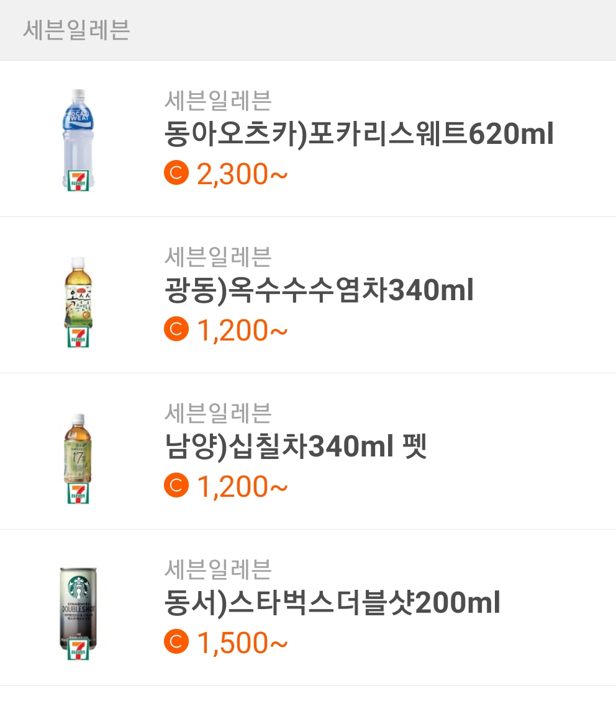 세븐일레븐
세븐일레븐
동아오츠카)포카리스웨트620ml
C 2,300~
세븐일레븐
광동)옥수수수염차340ml
C 1,200~
세븐일레븐
남양)십칠차340ml 펫
C 1,200~
세븐일레븐
동서)스타벅스더블샷200ml
C 1,500~